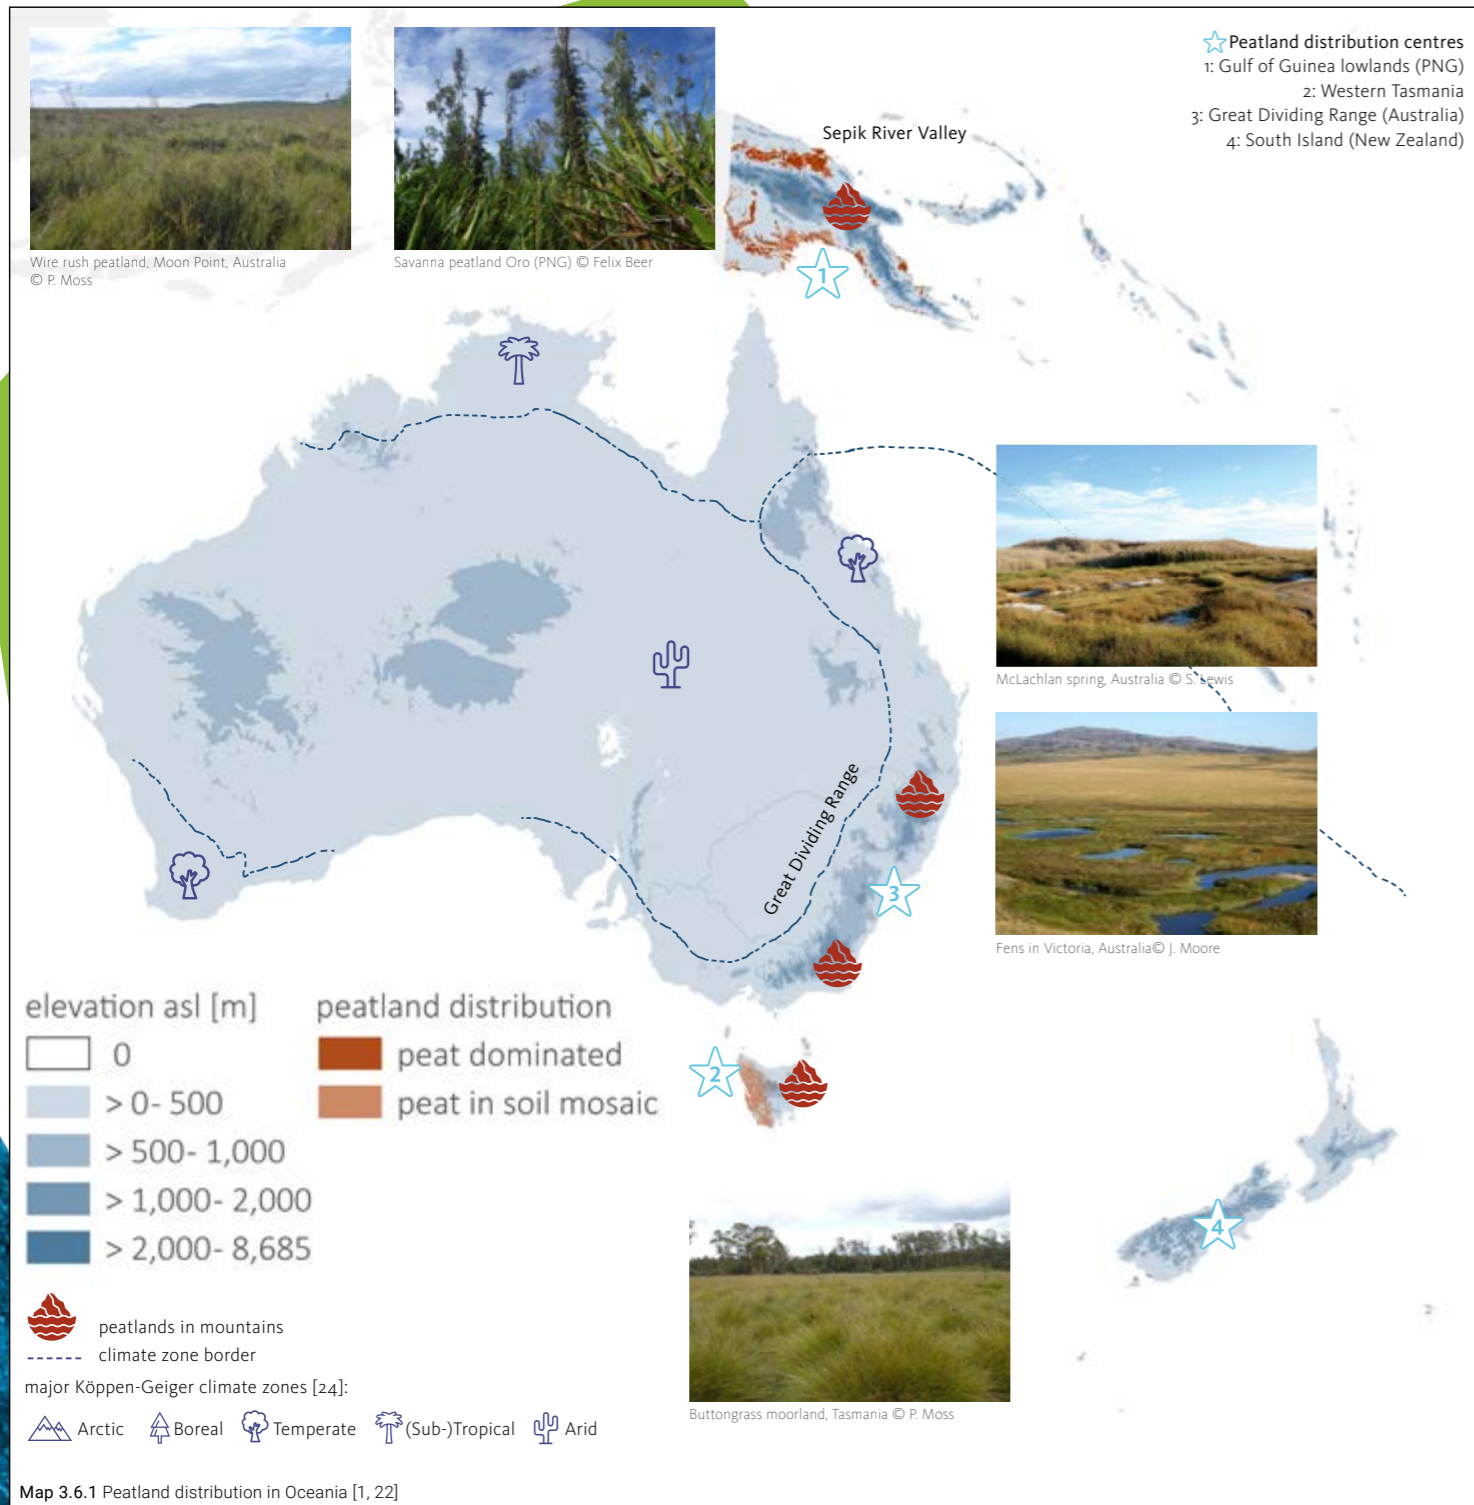 Peatland distribution centres
1: Gulf of Guinea lowlands (PNG)
2: Western Tasmania
3: Great Dividing Range (Australia)
4: South Island (New Zealand)
Wire rush peatland, Moon Point, Australia
© P. Moss
Savanna peatland Oro (PNG) © Felix Beer
Sepik River Valley
1
McLachlan spring, Australia © S. Lewis
Great Dividing Range
3
Fens in Victoria, Australia© J. Moore
2
4
elevation asl [m]
0
> 0- 500
> 500- 1,000
> 1,000- 2,000
> 2,000- 8,685
peatland distribution
peat dominated
peat in soil mosaic
peatlands in mountains
climate zone border
major Köppen-Geiger climate zones [24]:
Arctic
Boreal
Temperate
(Sub-)Tropical
Arid
Buttongrass moorland, Tasmania © P. Moss
Map 3.6.1 Peatland distribution in Oceania [1, 22]